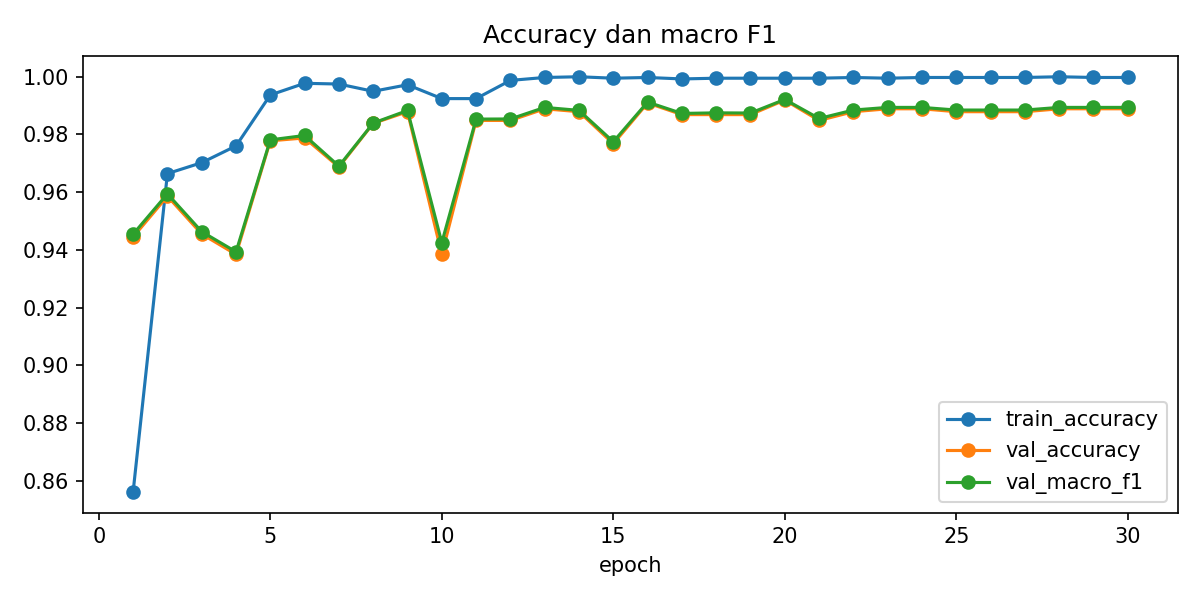 Accuracy dan macro F1
1.00
0.98
0.96
0.94
0.92
0.90
0.88
0.86
train_accuracy
val_accuracy
val_macro_f1
0 5 10 15 20 25 30
epoch